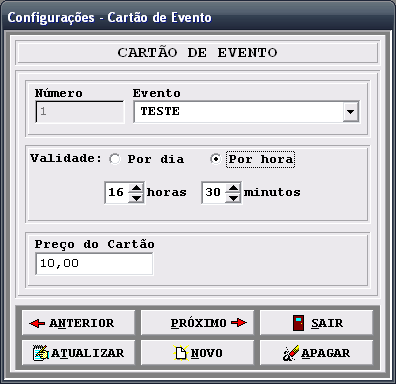 Configurações - Cartão de Evento
CARTÃO DE EVENTO
Número Evento
1 TESTE
Validade: Por dia Por hora
16 horas 30 minutos
Preço do Cartão
10,00
ANTERIOR PRÓXIMO SAIR
ATUALIZAR NOVO APAGAR